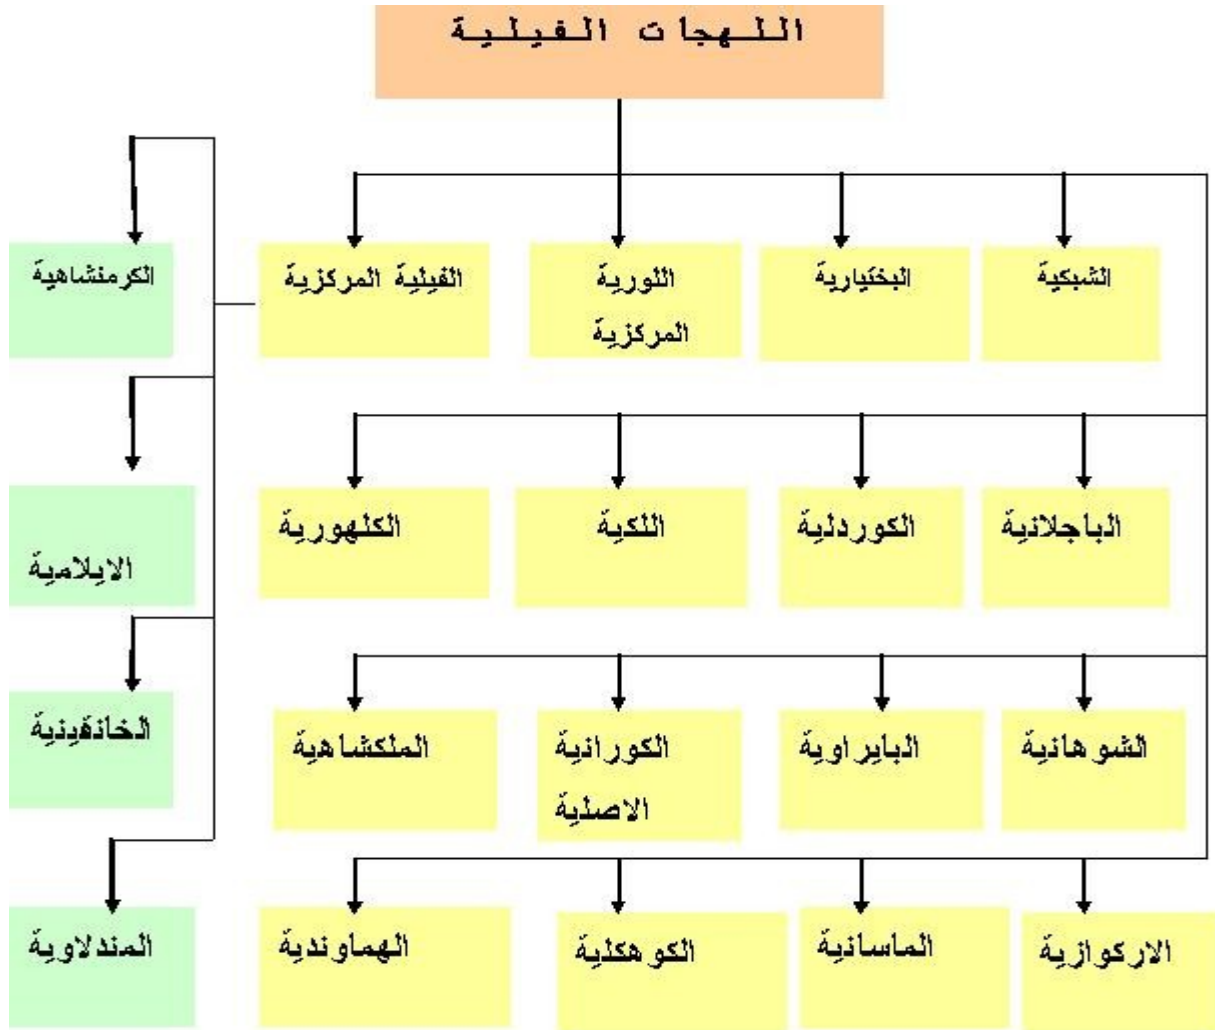 اللهجات الفيلية
الشبكية
البختيارية
اللورية
المركزية
الفيلية المركزية
الكرمنشاهية
الباجلانية
الكوردلية
اللكية
الكلهورية
الايلامية
الشوهانية
البايراوية
الكورانية
الاصلية
الملكشاهية
الخانقينية
الاركوازية
الماسانية
الكوهكلية
الهماوندية
المندلاوية